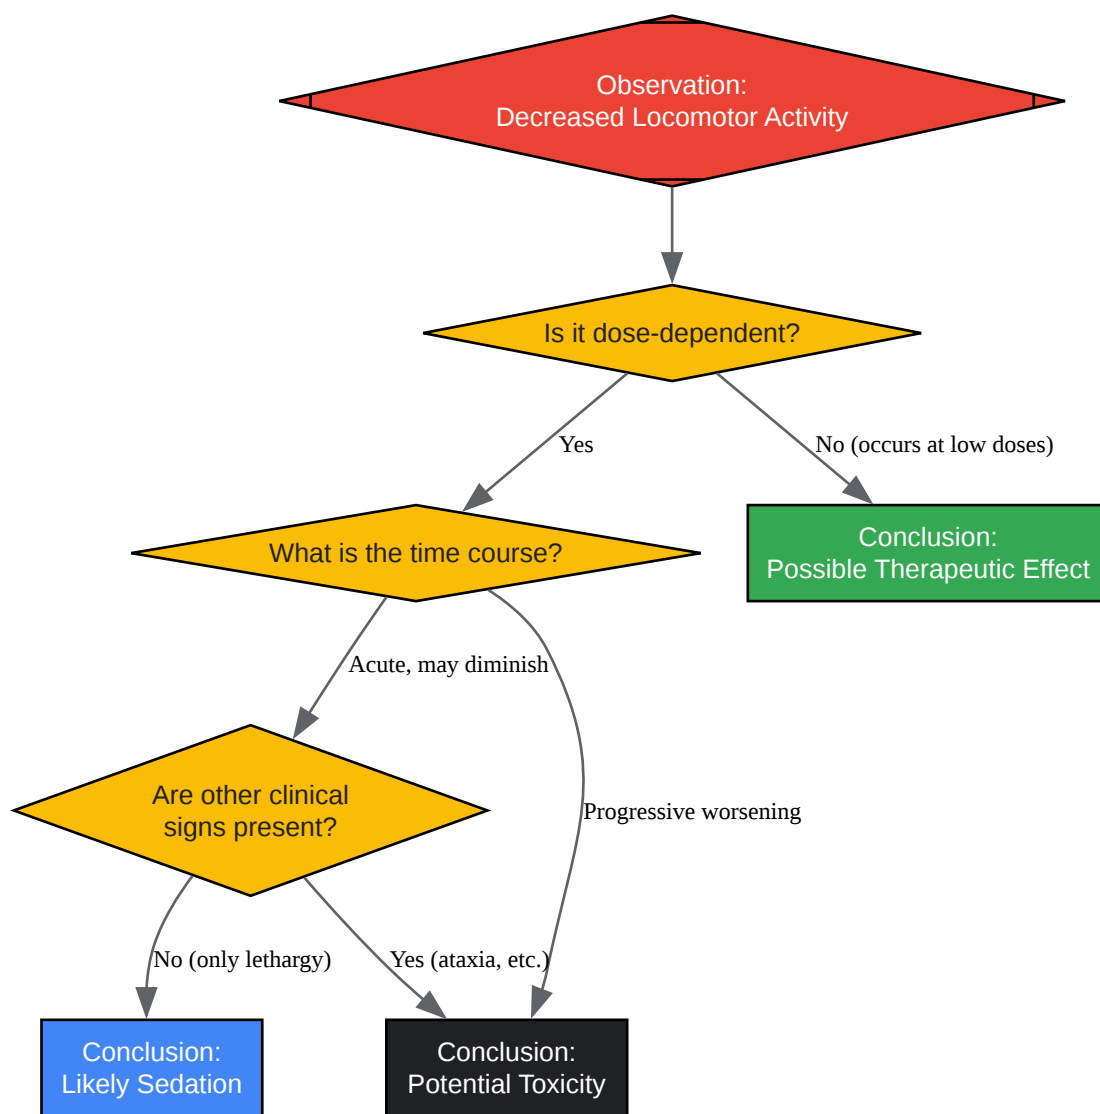 Observation:
Decreased Locomotor Activity
Is it dose-dependent?
Yes
No (occurs at low doses)
What is the time course?
Conclusion:
Possible Therapeutic Effect
Acute, may diminish
Are other clinical
signs present?
Progressive worsening
No (only lethargy)
Yes (ataxia, etc.)
Conclusion:
Likely Sedation
Conclusion:
Potential Toxicity